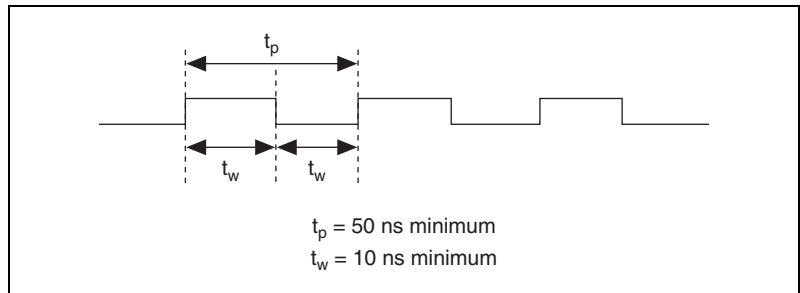 tp
tw tw
tp = 50 ns minimum
tw = 10 ns minimum